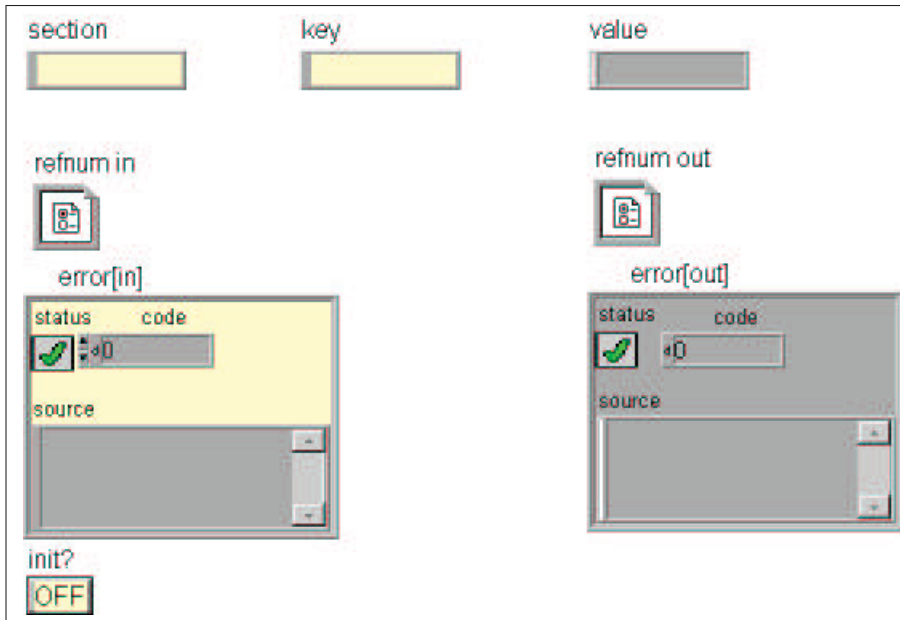 section key value
refnum in refnum out
error[in] error[out]
status code status code
0 0
source source
init?
OFF